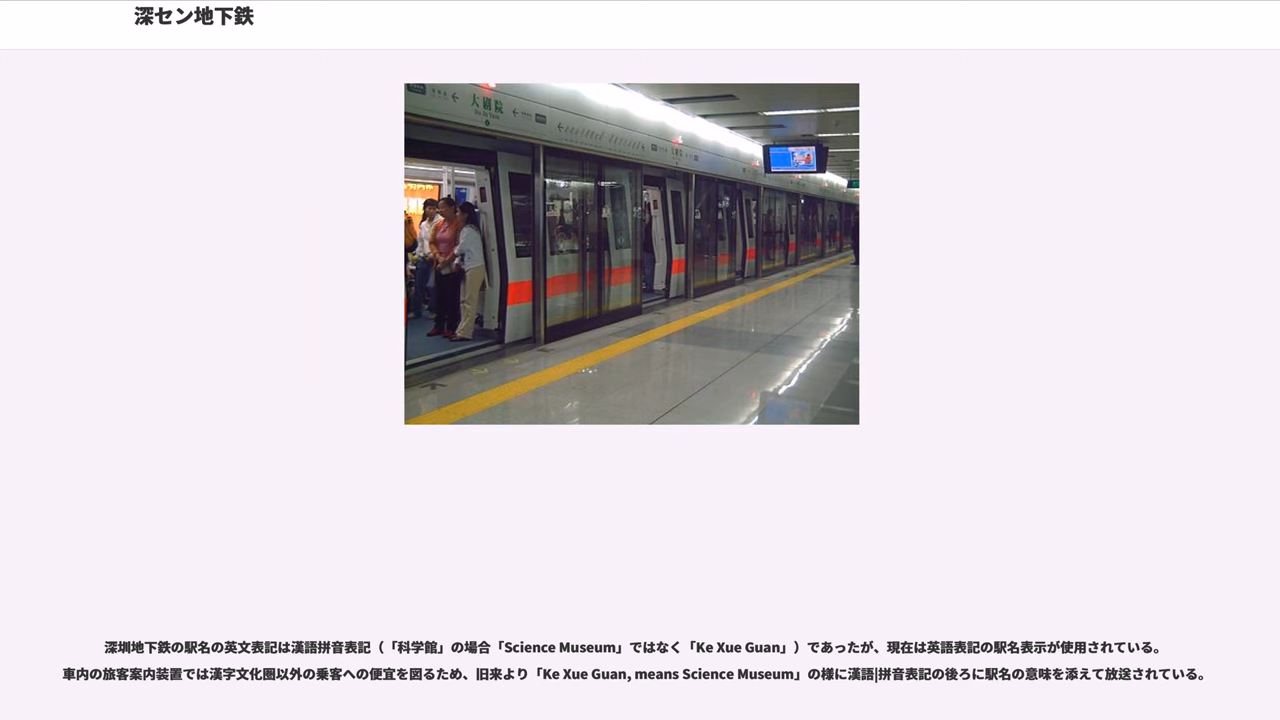 深セン地下鉄
大剧院
Da Ju Yuan
深圳地下鉄の駅名の英文表記は漢語拼音表記（「科学館」の場合「Science Museum」ではなく「Ke Xue Guan」）であったが、現在は英語表記の駅名表示が使用されている。
車内の旅客案内装置では漢字文化圏以外の乗客への便宜を図るため、旧来より「Ke Xue Guan, means Science Museum」の様に漢語|拼音表記の後ろに駅名の意味を添えて放送されている。